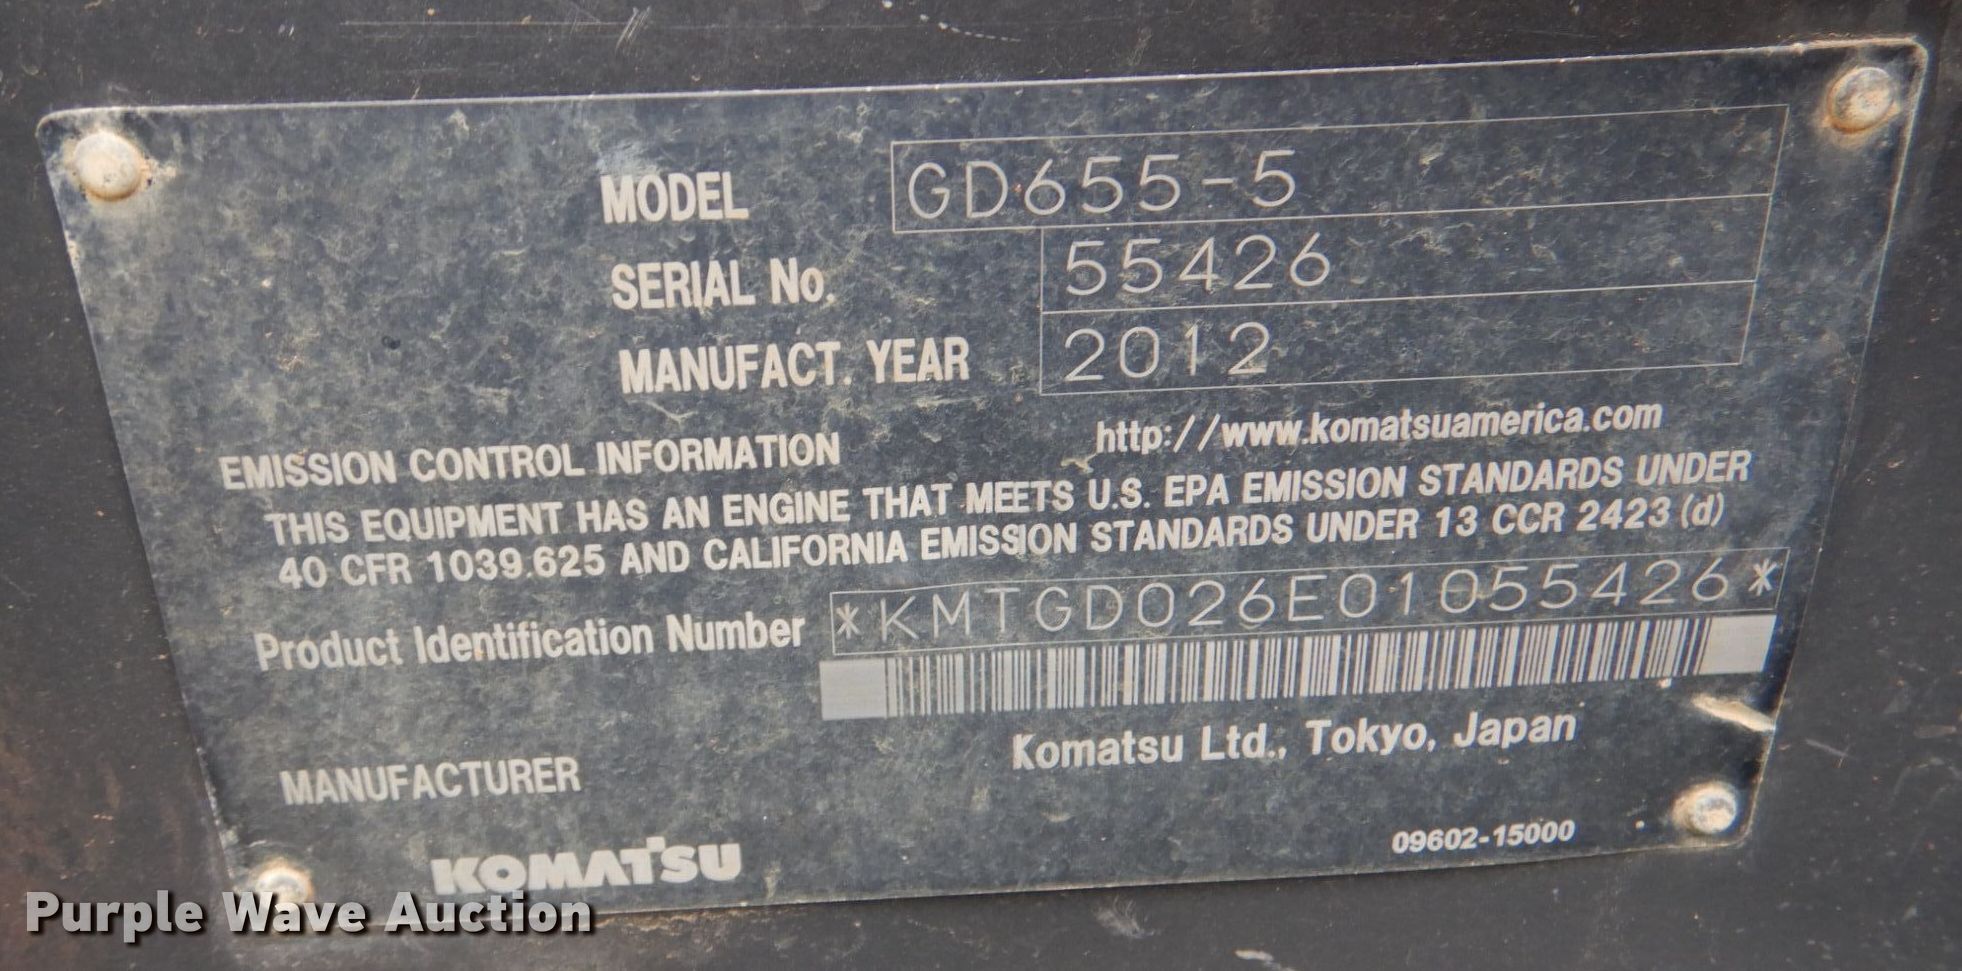 MODEL GD655-5
SERIAL No. 55426
MANUFACT. YEAR 2012
http://www.komatsuamerica.com
EMISSION CONTROL INFORMATION
THIS EQUIPMENT HAS AN ENGINE THAT MEETS U.S. EPA EMISSION STANDARDS UNDER
40 CFR 1039.625 AND CALIFORNIA EMISSION STANDARDS UNDER 13 CCR 2423 (d)
Product Identification Number *KMTGD026E01055426*
Komatsu Ltd., Tokyo, Japan
MANUFACTURER
KOMATSU
09602-15000
Purple Wave Auction